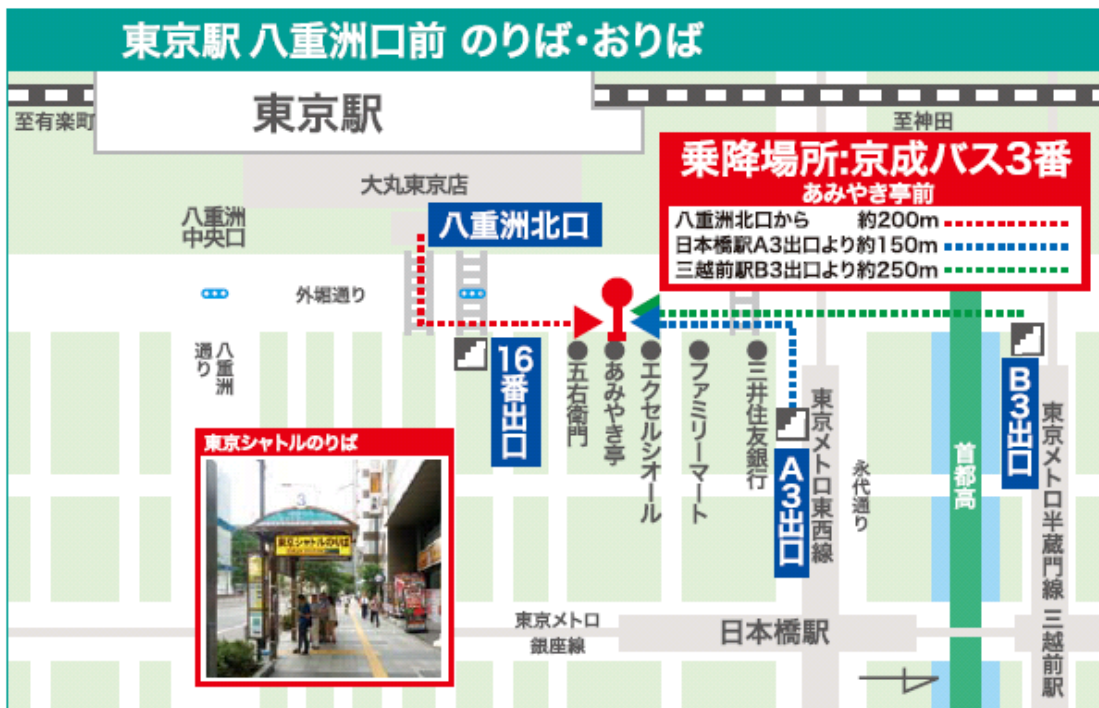 東京駅 八重洲口前 のりば・おりば
東京駅
至有楽町
至神田
大丸東京店
八重洲
中央口
八重洲北口
乗降場所:京成バス3番
あみやき亭前
八重洲北口から 約200m
日本橋駅A3出口より約150m
三越前駅B3出口より約250m
外堀通り
八重洲
通り
16番出口
五右衛門
あみやき亭
エクセルシオール
ファミリーマート
三井住友銀行
A3出口
東京メトロ東西線
永代通り
首都高
B3出口
東京メトロ半蔵門線
三越前駅
東京シャトルのりば
3
東京シャトルのりば
東京メトロ
銀座線
日本橋駅